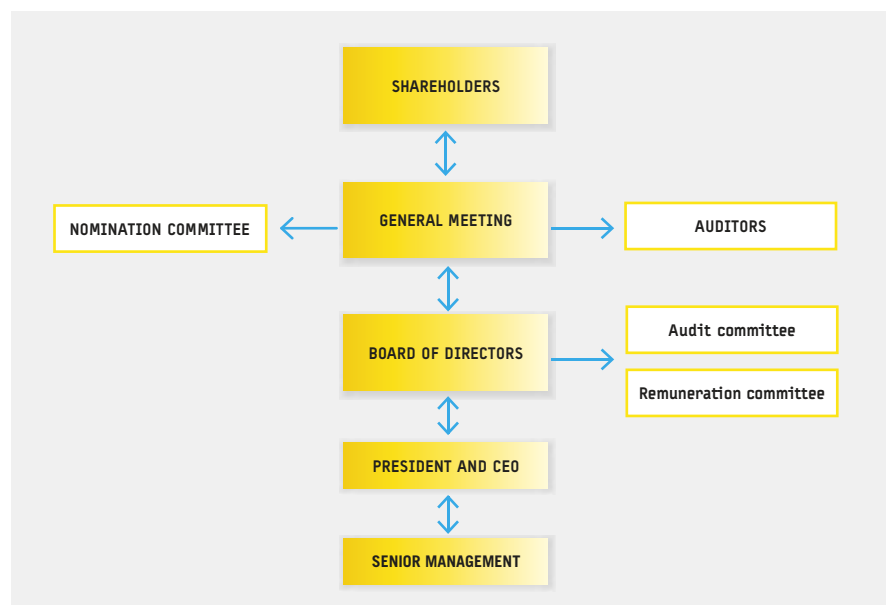 SHAREHOLDERS
GENERAL MEETING
NOMINATION COMMITTEE
AUDITORS
BOARD OF DIRECTORS
Audit committee
Remuneration committee
PRESIDENT AND CEO
SENIOR MANAGEMENT